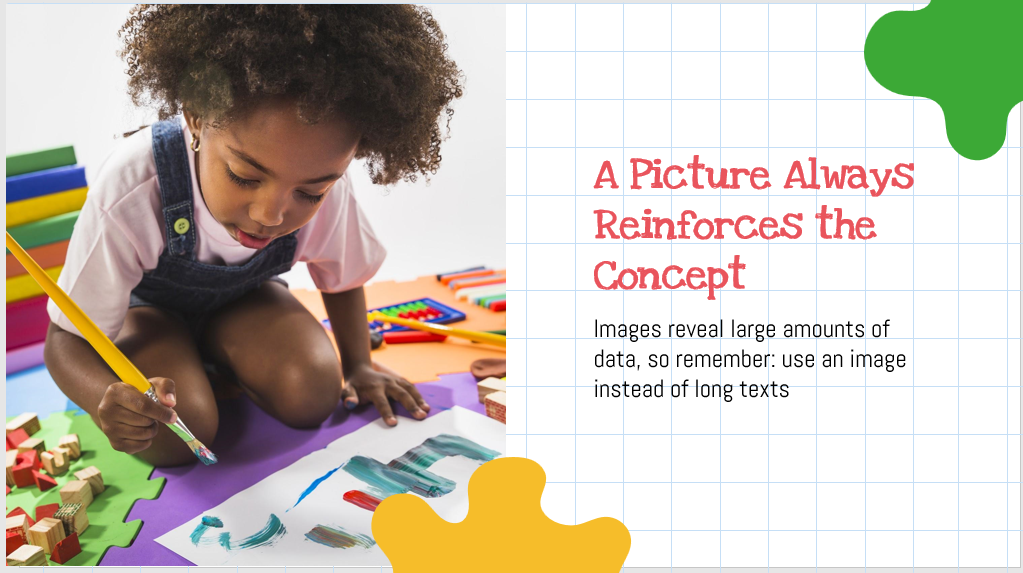 A Picture Always
Reinforces the
Concept
Images reveal large amounts of
data, so remember: use an image
instead of long texts